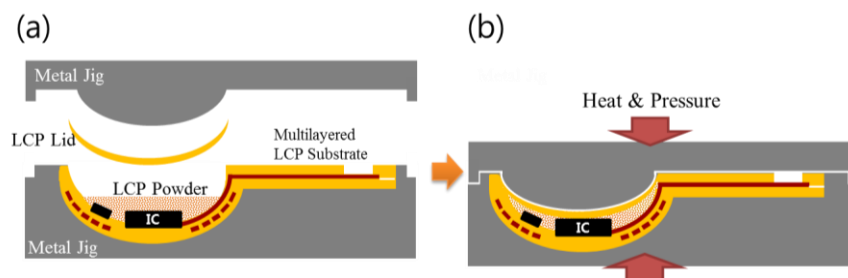 (a)
(b)
Metal Jig
Heat & Pressure
LCP Lid
Multilayered
LCP Substrate
LCP Powder
IC
IC
Metal Jig